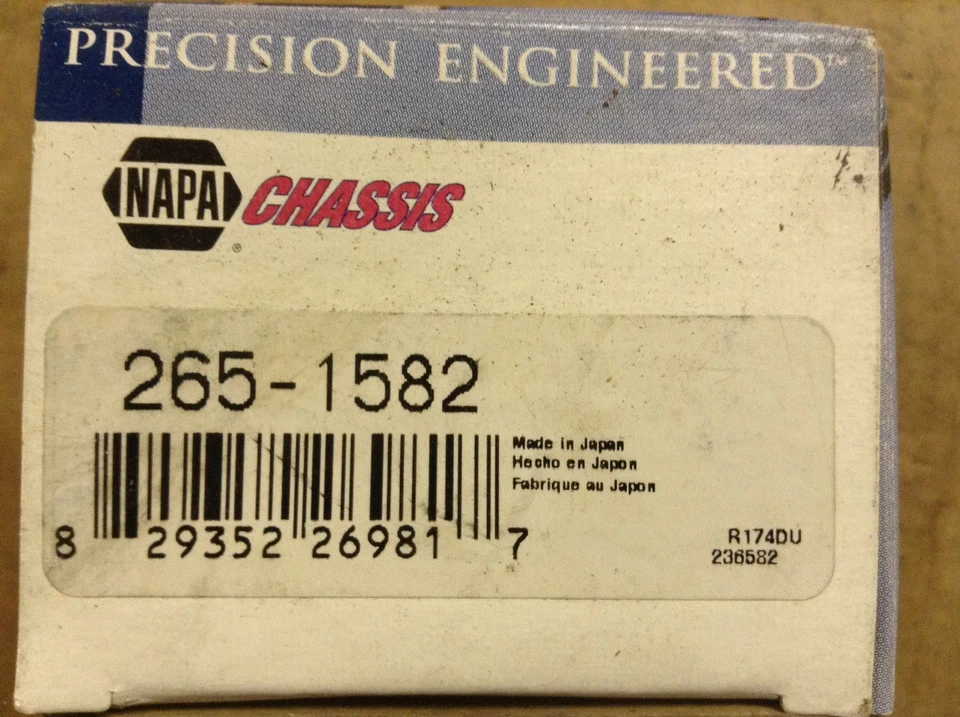 PRECISION ENGINEERED™
NAPA® CHASSIS
265-1582
Made in Japan
Hecho en Japon
Fabrique au Japon
8 29352 26981 7
R174DU
236582